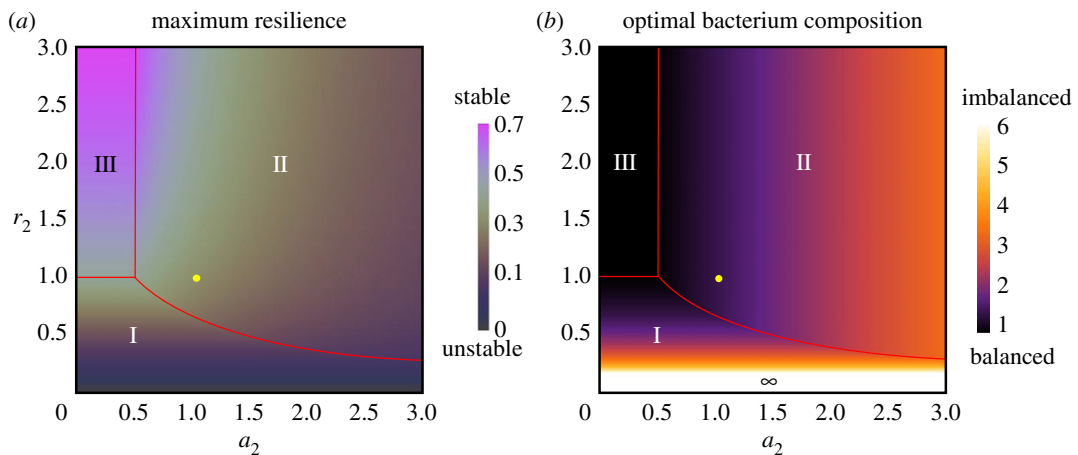 (a) maximum resilience
3.0
2.5
2.0
1.5
1.0
0.5
0
r2
III
II
I
0.5 1.0 1.5 2.0 2.5 3.0
a2
stable
0.7
0.5
0.3
0.1
0
unstable
(b) optimal bacterium composition
3.0
2.5
2.0
1.5
1.0
0.5
0
III
II
I
∞
0.5 1.0 1.5 2.0 2.5 3.0
a2
imbalanced
6
5
4
3
2
1
balanced